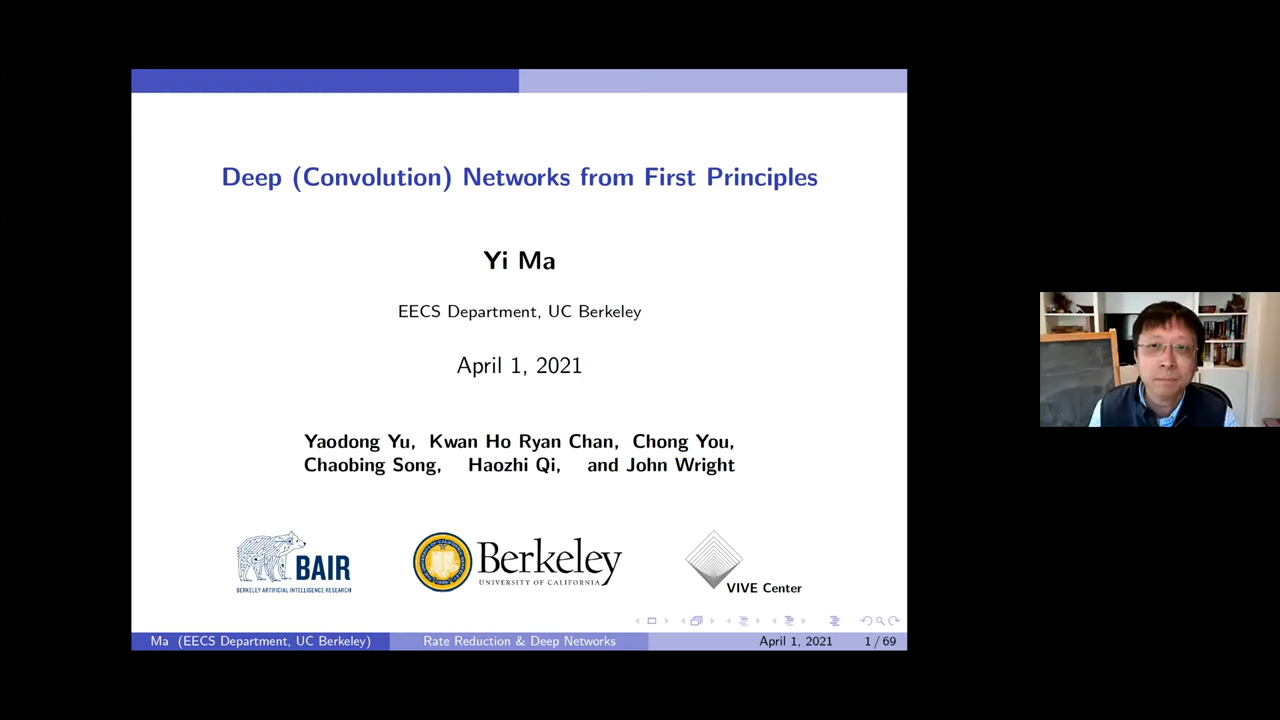 Deep (Convolution) Networks from First Principles
Yi Ma
EECS Department, UC Berkeley
April 1, 2021
Yaodong Yu, Kwan Ho Ryan Chan, Chong You,
Chaobing Song, Haozhi Qi, and John Wright
BAIR
BERKELEY ARTIFICIAL INTELLIGENCE RESEARCH
Berkeley
UNIVERSITY OF CALIFORNIA
VIVE Center
Ma (EECS Department, UC Berkeley) Rate Reduction & Deep Networks April 1, 2021 1 / 69